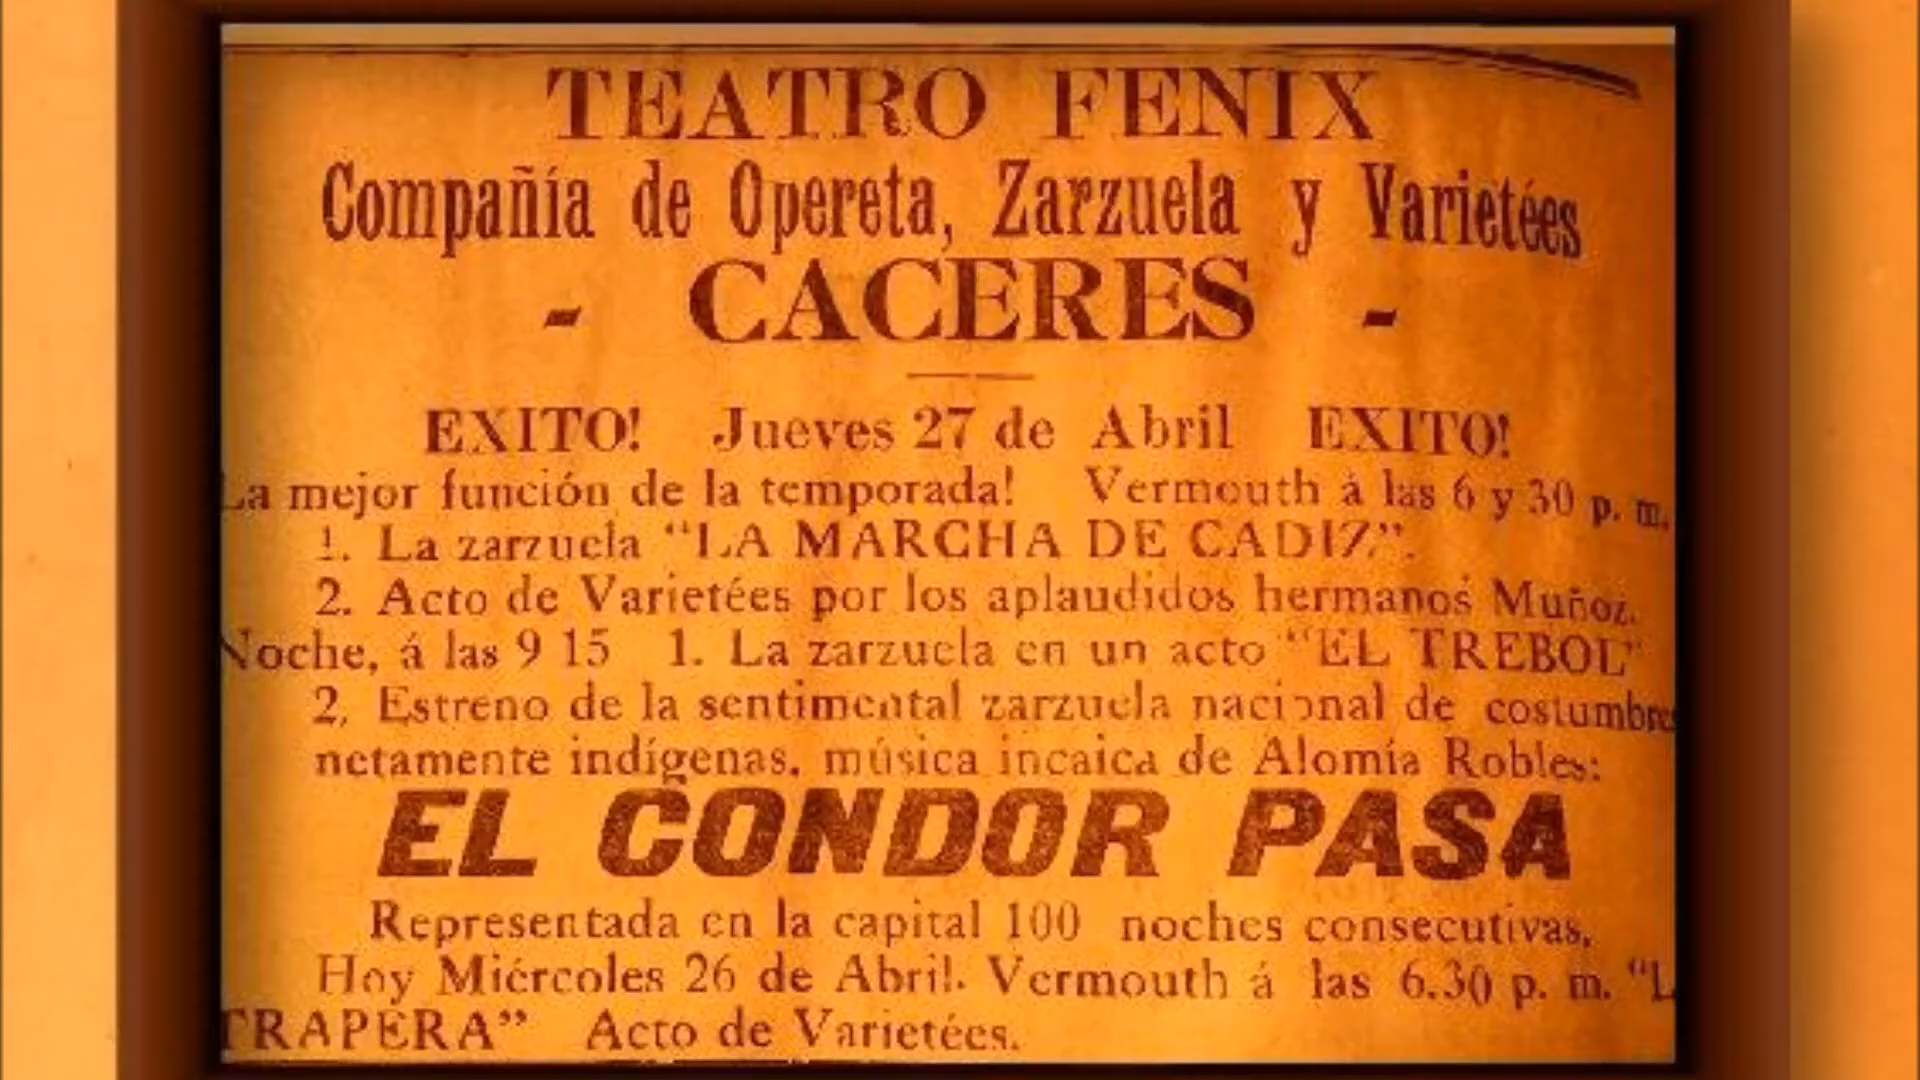 TEATRO FENIX
Compañía de Opereta, Zarzuela y Varietées
- CACERES -
EXITO! Jueves 27 de Abril EXITO!
La mejor función de la temporada! Vermouth á las 6 y 30 p. m.
1. La zarzuela “LA MARCHA DE CADIZ”.
2. Acto de Varietées por los aplaudidos hermanos Muñoz.
Noche, á las 9 15 1. La zarzuela en un acto “EL TREBOL”
2. Estreno de la sentimental zarzuela nacional de costumbres
netamente indígenas, música incaica de Alomía Robles:
EL CONDOR PASA
Representada en la capital 100 noches consecutivas.
Hoy Miércoles 26 de Abril. Vermouth á las 6.30 p. m. “L
TRAPERA” Acto de Varietées.